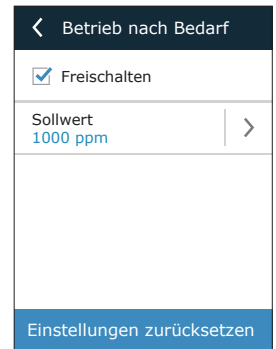 Betrieb nach Bedarf
Freischalten
Sollwert
1000 ppm
Einstellungen zurücksetzen